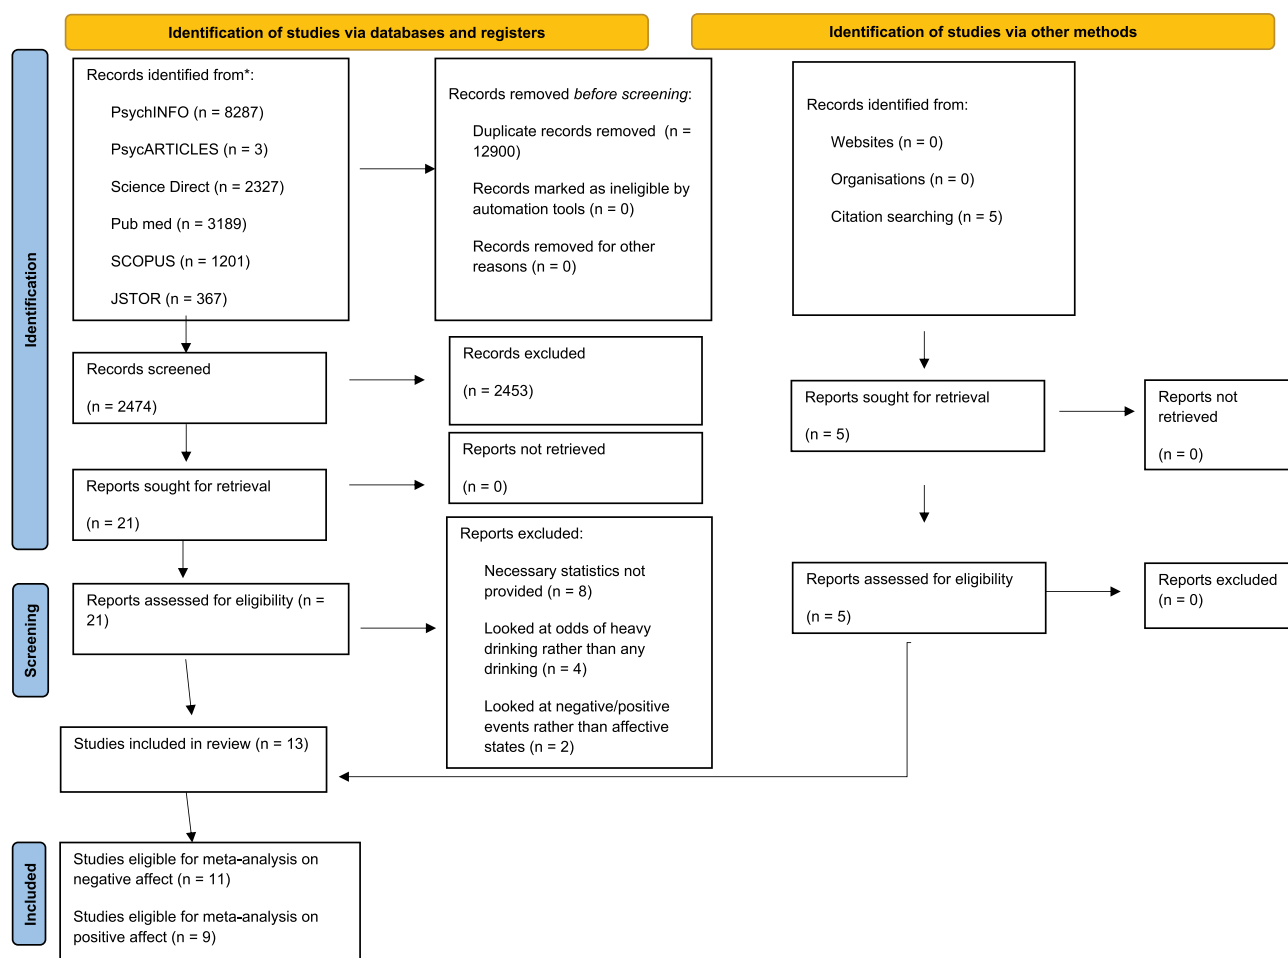 Identification of studies via databases and registers
Identification of studies via other methods
Identification
Records identified from*:
PsychINFO (n = 8287)
PsycARTICLES (n = 3)
Science Direct (n = 2327)
Pub med (n = 3189)
SCOPUS (n = 1201)
JSTOR (n = 367)
Records removed before screening:
Duplicate records removed (n =
12900)
Records marked as ineligible by
automation tools (n = 0)
Records removed for other
reasons (n = 0)
Records identified from:
Websites (n = 0)
Organisations (n = 0)
Citation searching (n = 5)
Records screened
(n = 2474)
Records excluded
(n = 2453)
Reports sought for retrieval
(n = 5)
Reports not
retrieved
(n = 0)
Reports sought for retrieval
(n = 21)
Reports not retrieved
(n = 0)
Screening
Reports assessed for eligibility (n =
21)
Reports excluded:
Necessary statistics not
provided (n = 8)
Looked at odds of heavy
drinking rather than any
drinking (n = 4)
Looked at negative/positive
events rather than affective
states (n = 2)
Reports assessed for eligibility
(n = 5)
Reports excluded
(n = 0)
Studies included in review (n = 13)
Included
Studies eligible for meta-analysis on
negative affect (n = 11)
Studies eligible for meta-analysis on
positive affect (n = 9)